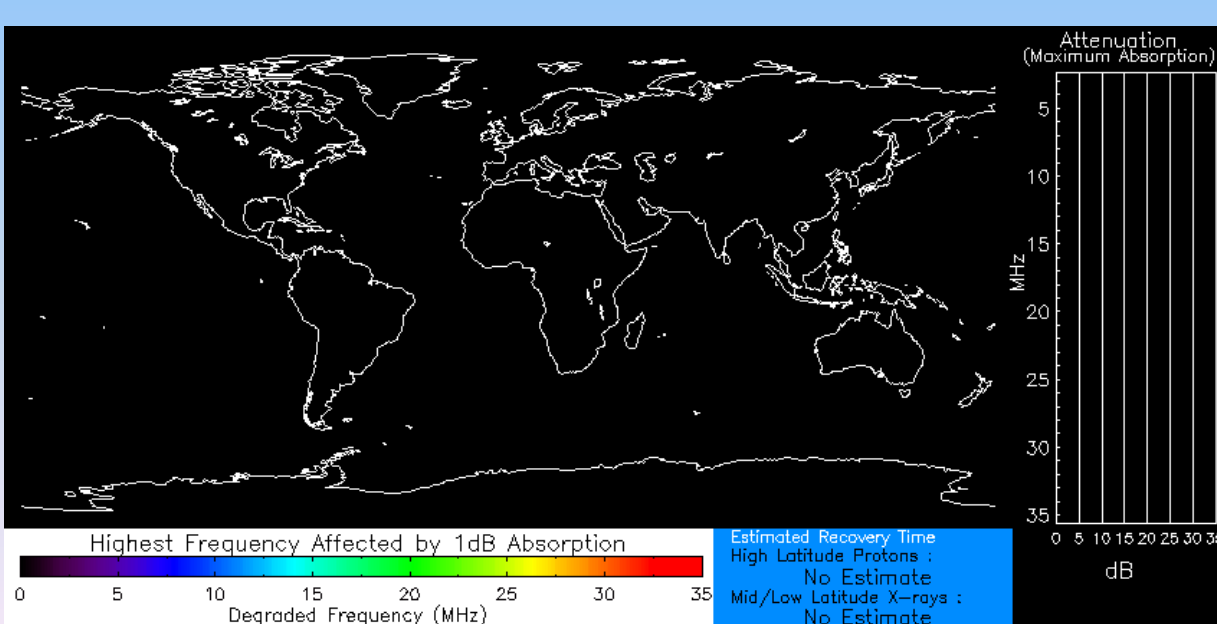 Attenuation
(Maximum Absorption)
5
10
15
20
25
30
35
MHz
0 5 10 15 20 25 30
dB
Highest Frequency Affected by 1dB Absorption
0 5 10 15 20 25 30 35
Degraded Frequency (MHz)
Estimated Recovery Time
High Latitude Protons :
No Estimate
Mid/Low Latitude X-rays :
No Estimate